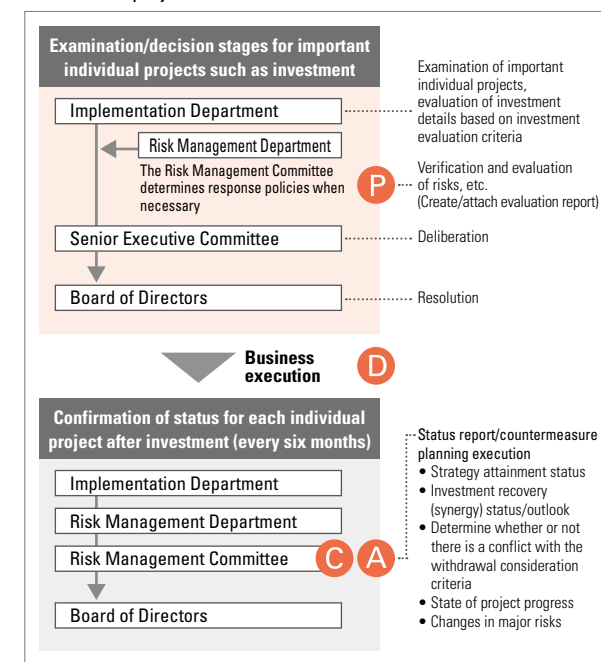 Examination/decision stages for important
individual projects such as investment
Implementation Department
Examination of important
individual projects,
evaluation of investment
details based on investment
evaluation criteria
Risk Management Department
The Risk Management Committee
determines response policies when
necessary
P
Verification and evaluation
of risks, etc.
(Create/attach evaluation report)
Senior Executive Committee
Deliberation
Board of Directors
Resolution
Business
execution
D
Confirmation of status for each individual
project after investment (every six months)
Implementation Department
Risk Management Department
Risk Management Committee
C A
Board of Directors
Status report/countermeasure
planning execution
• Strategy attainment status
• Investment recovery
(synergy) status/outlook
• Determine whether or not
there is a conflict with the
withdrawal consideration
criteria
• State of project progress
• Changes in major risks